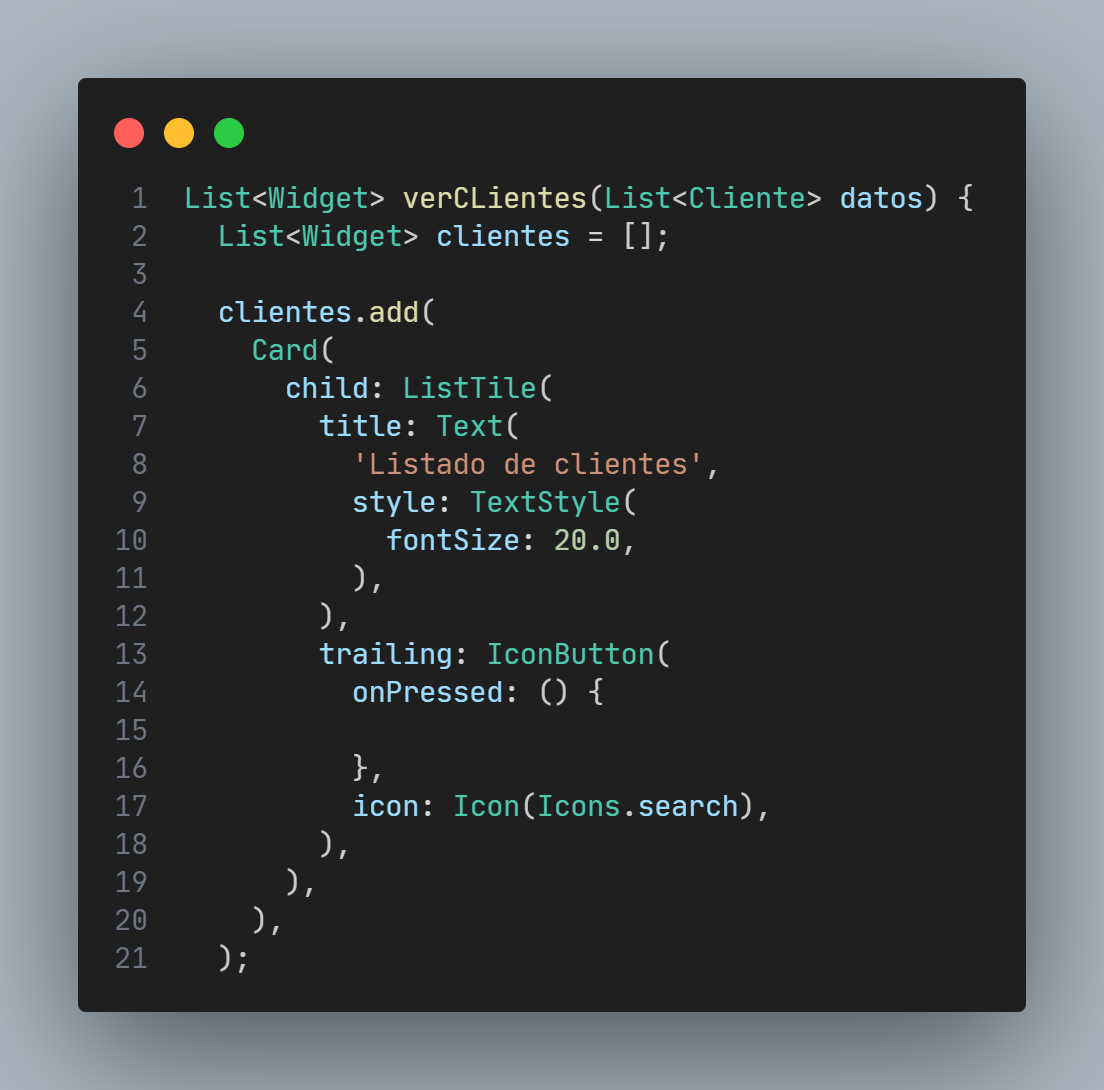 1 List<Widget> verCLientes(List<Cliente> datos) {
2   List<Widget> clientes = [];
3
4   clientes.add(
5     Card(
6       child: ListTile(
7         title: Text(
8           'Listado de clientes',
9           style: TextStyle(
10             fontSize: 20.0,
11           ),
12         ),
13         trailing: IconButton(
14           onPressed: () {
15
16           },
17           icon: Icon(Icons.search),
18         ),
19       ),
20     ),
21   );